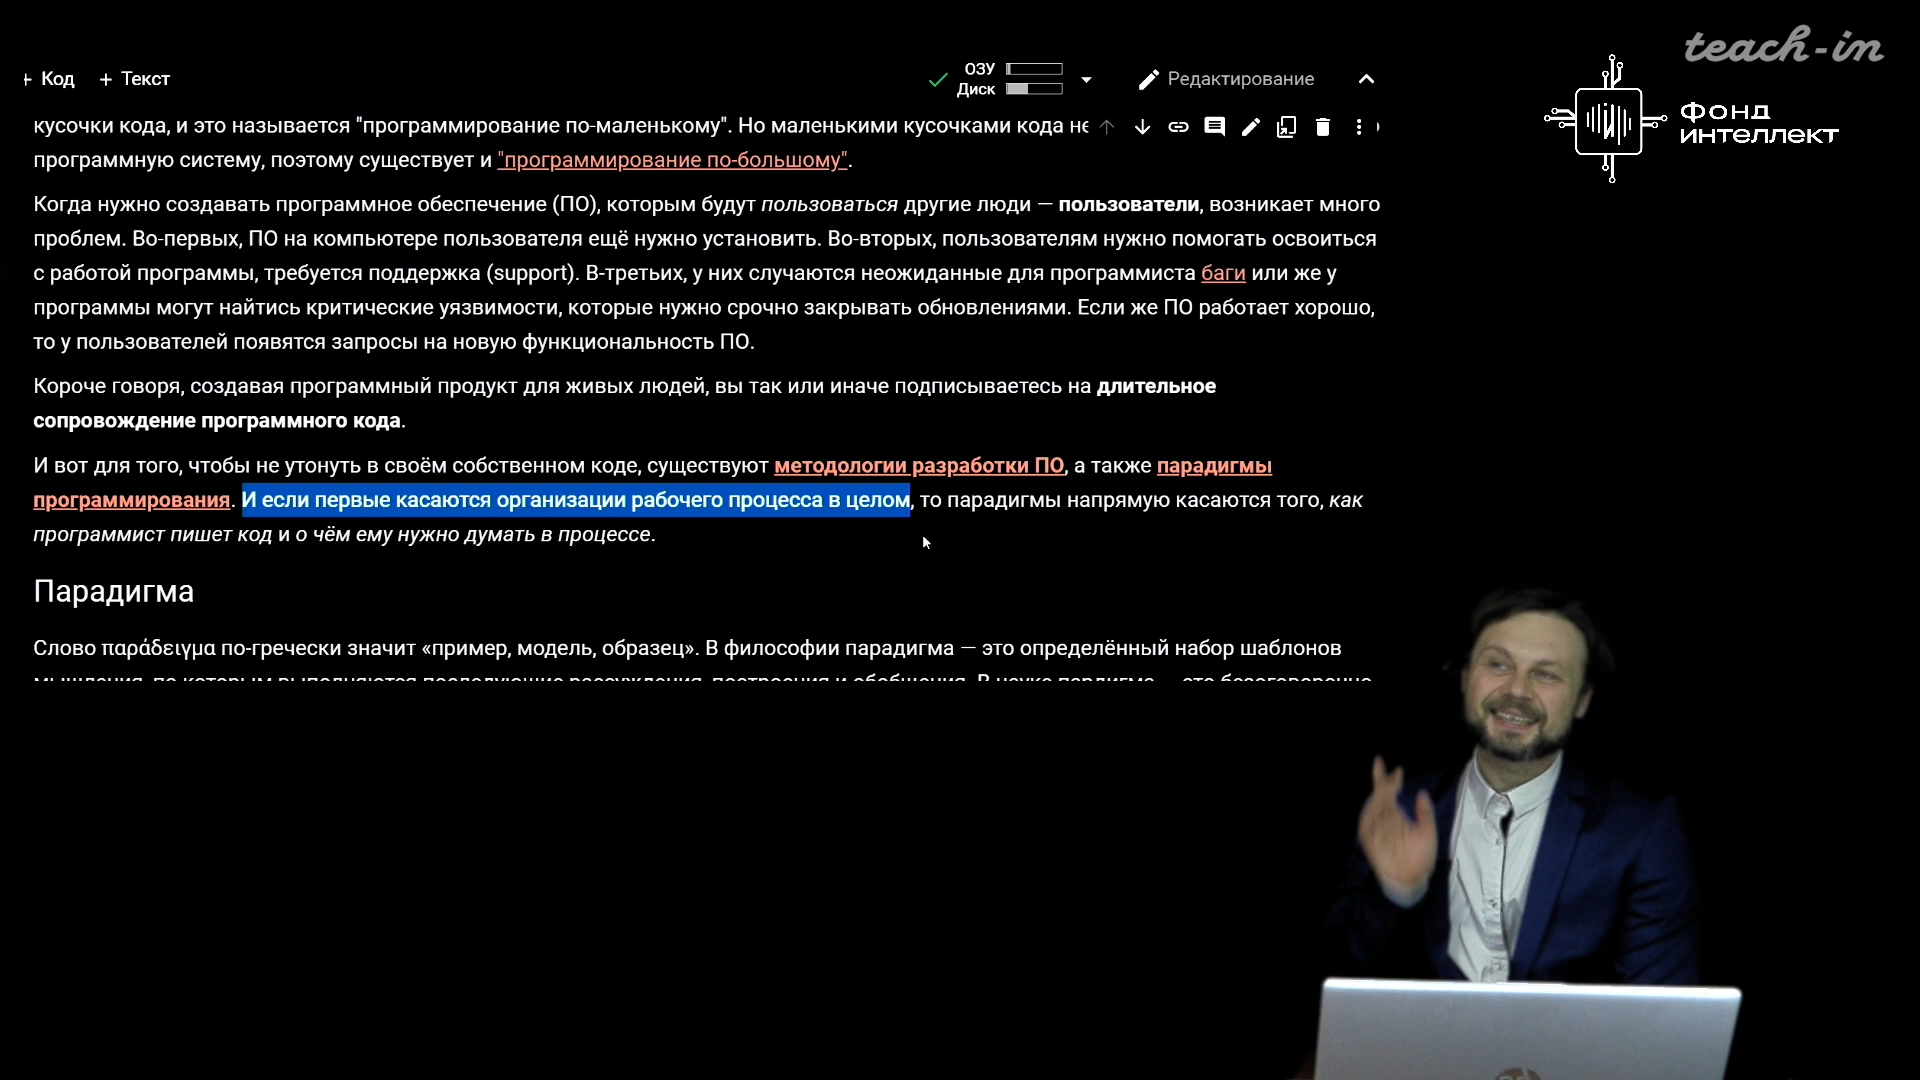 teach-in
Фонд
интеллект
+ Код + Текст
ОЗУ
Диск
Редактирование
кусочки кода, и это называется "программирование по-маленькому". Но маленькими кусочками кода не
программную систему, поэтому существует и "программирование по-большому".
Когда нужно создавать программное обеспечение (ПО), которым будут пользоваться другие люди — пользователи, возникает много
проблем. Во-первых, ПО на компьютере пользователя ещё нужно установить. Во-вторых, пользователям нужно помогать освоиться
с работой программы, требуется поддержка (support). В-третьих, у них случаются неожиданные для программиста баги или же у
программы могут найтись критические уязвимости, которые нужно срочно закрывать обновлениями. Если же ПО работает хорошо,
то у пользователей появятся запросы на новую функциональность ПО.
Короче говоря, создавая программный продукт для живых людей, вы так или иначе подписываетесь на длительное
сопровождение программного кода.
И вот для того, чтобы не утонуть в своём собственном коде, существуют методологии разработки ПО, а также парадигмы
программирования. И если первые касаются организации рабочего процесса в целом, то парадигмы напрямую касаются того, как
программист пишет код и о чём ему нужно думать в процессе.
Парадигма
Слово παράδειγμα по-гречески значит «пример, модель, образец». В философии парадигма — это определённый набор шаблонов